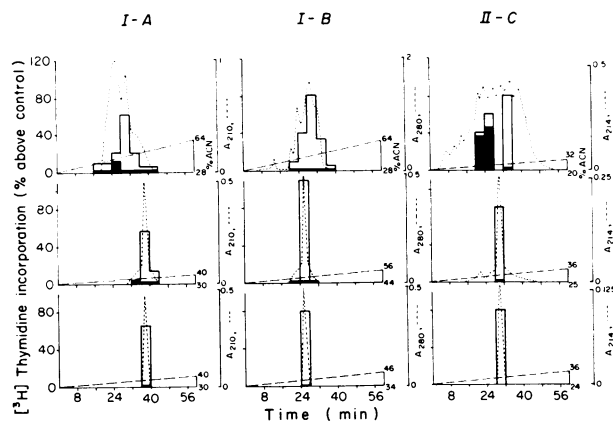 I-A I-B II-C
[³H] Thymidine incorporation (% above control)
120
80
40
0
1
0
64
28
% ACN
A210, ----
2
0
64
28
% ACN
A280, ----
0.5
0
32
20
% ACN
A214, ----
100
80
40
0
0.5
0
40
30
A210, ----
0.5
0
56
44
A280, ----
0.25
0
36
25
A214, ----
80
40
0
0.5
0
40
30
A210, ----
0.5
0
46
34
A280, ----
0.125
0
36
24
A214, ----
8 24 40 56 8 24 40 56 8 24 40 56
Time (min)